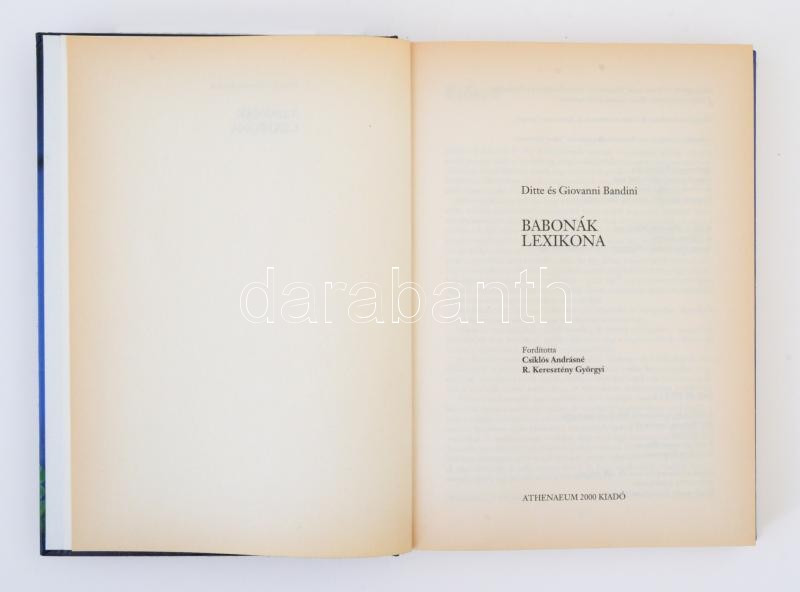 Ditte és Giovanni Bandini
BABONÁK
LEXIKONA
darabanth
Fordította
Csiklós Andrásné
R. Keresztény Györgyi
ATHENAEUM 2000 KIADÓ